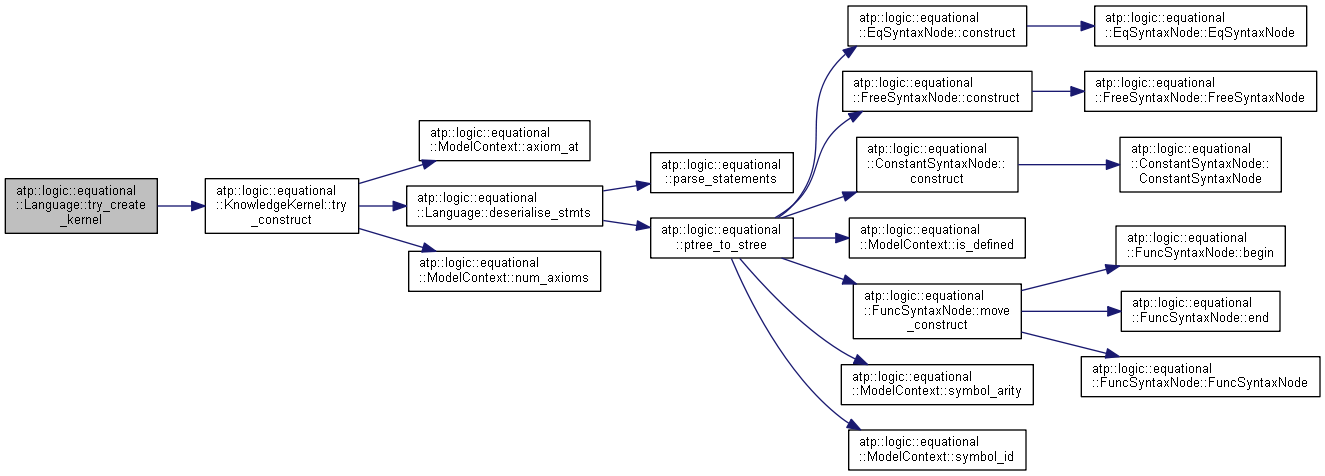 atp::logic::equational
::Language::try_create
_kernel
atp::logic::equational
::KnowledgeKernel::try
_construct
atp::logic::equational
::ModelContext::axiom_at
atp::logic::equational
::Language::deserialise_stmts
atp::logic::equational
::ModelContext::num_axioms
atp::logic::equational
::parse_statements
atp::logic::equational
::ptree_to_stree
atp::logic::equational
::EqSyntaxNode::construct
atp::logic::equational
::FreeSyntaxNode::construct
atp::logic::equational
::ConstantSyntaxNode::
construct
atp::logic::equational
::ModelContext::is_defined
atp::logic::equational
::FuncSyntaxNode::move
_construct
atp::logic::equational
::ModelContext::symbol_arity
atp::logic::equational
::ModelContext::symbol_id
atp::logic::equational
::EqSyntaxNode::EqSyntaxNode
atp::logic::equational
::FreeSyntaxNode::FreeSyntaxNode
atp::logic::equational
::ConstantSyntaxNode::
ConstantSyntaxNode
atp::logic::equational
::FuncSyntaxNode::begin
atp::logic::equational
::FuncSyntaxNode::end
atp::logic::equational
::FuncSyntaxNode::FuncSyntaxNode